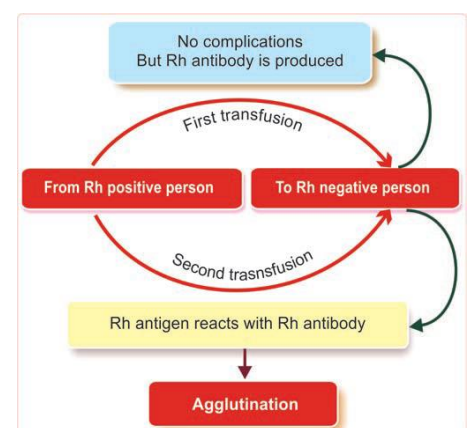 No complications
But Rh antibody is produced
First transfusion
From Rh positive person
To Rh negative person
Second trasnsfusion
Rh antigen reacts with Rh antibody
Agglutination